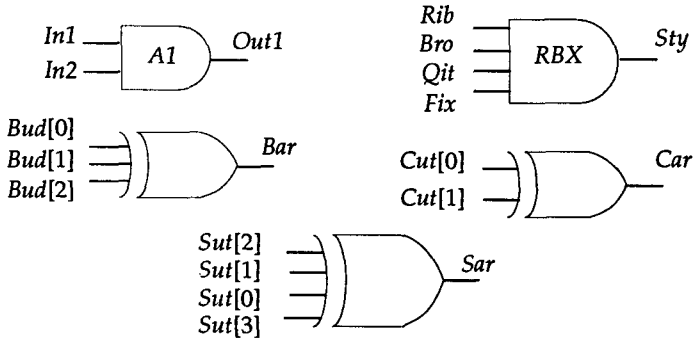 In1
In2
A1
Out1
Rib
Bro
Qit
Fix
RBX
Sty
Bud[0]
Bud[1]
Bud[2]
Bar
Cut[0]
Cut[1]
Car
Sut[2]
Sut[1]
Sut[0]
Sut[3]
Sar